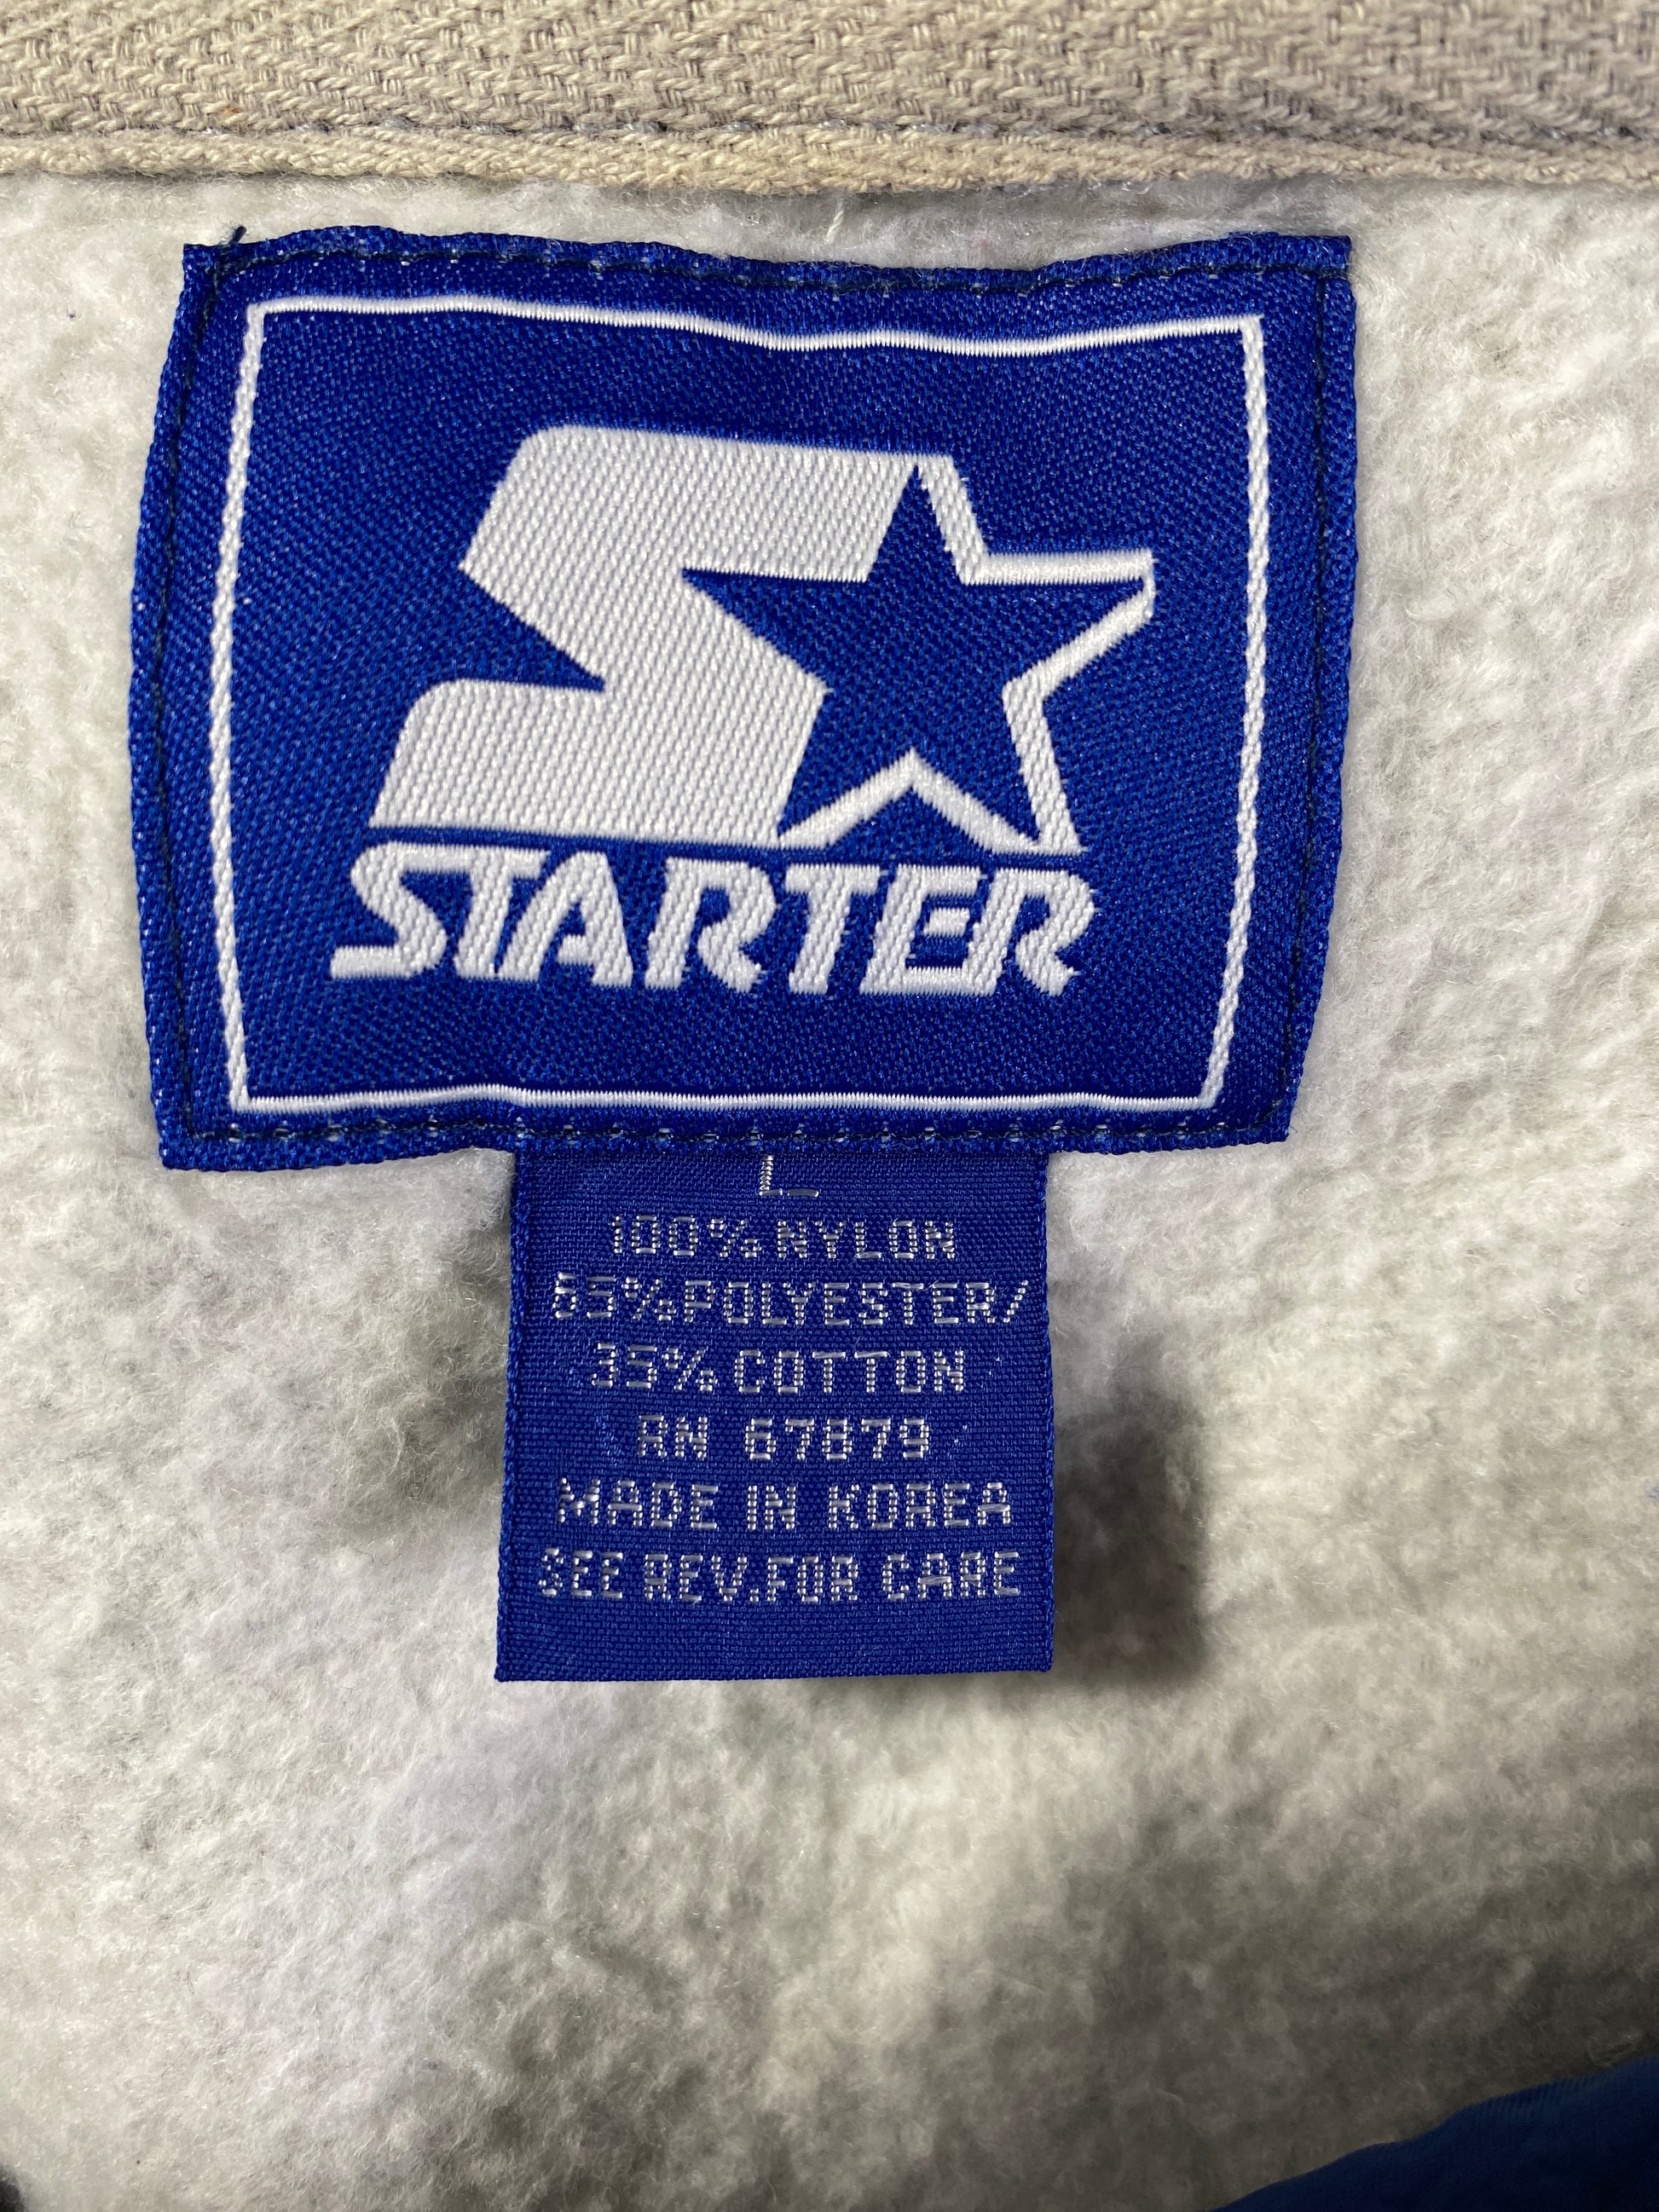 STARTER
L
100% NYLON
65% POLYESTER/
35% COTTON
RN 67879
MADE IN KOREA
SEE REV.FOR CARE